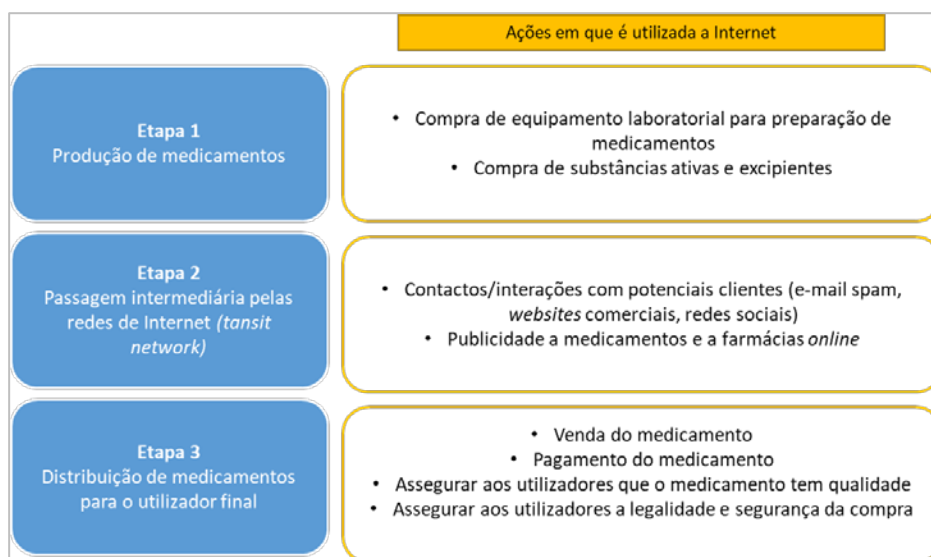 Ações em que é utilizada a Internet
Etapa 1
Produção de medicamentos
• Compra de equipamento laboratorial para preparação de
medicamentos
• Compra de substâncias ativas e excipientes
Etapa 2
Passagem intermediária pelas
redes de Internet (tansit
network)
• Contactos/interações com potenciais clientes (e-mail spam,
websites comerciais, redes sociais)
• Publicidade a medicamentos e a farmácias online
Etapa 3
Distribuição de medicamentos
para o utilizador final
• Venda do medicamento
• Pagamento do medicamento
• Assegurar aos utilizadores que o medicamento tem qualidade
• Assegurar aos utilizadores a legalidade e segurança da compra